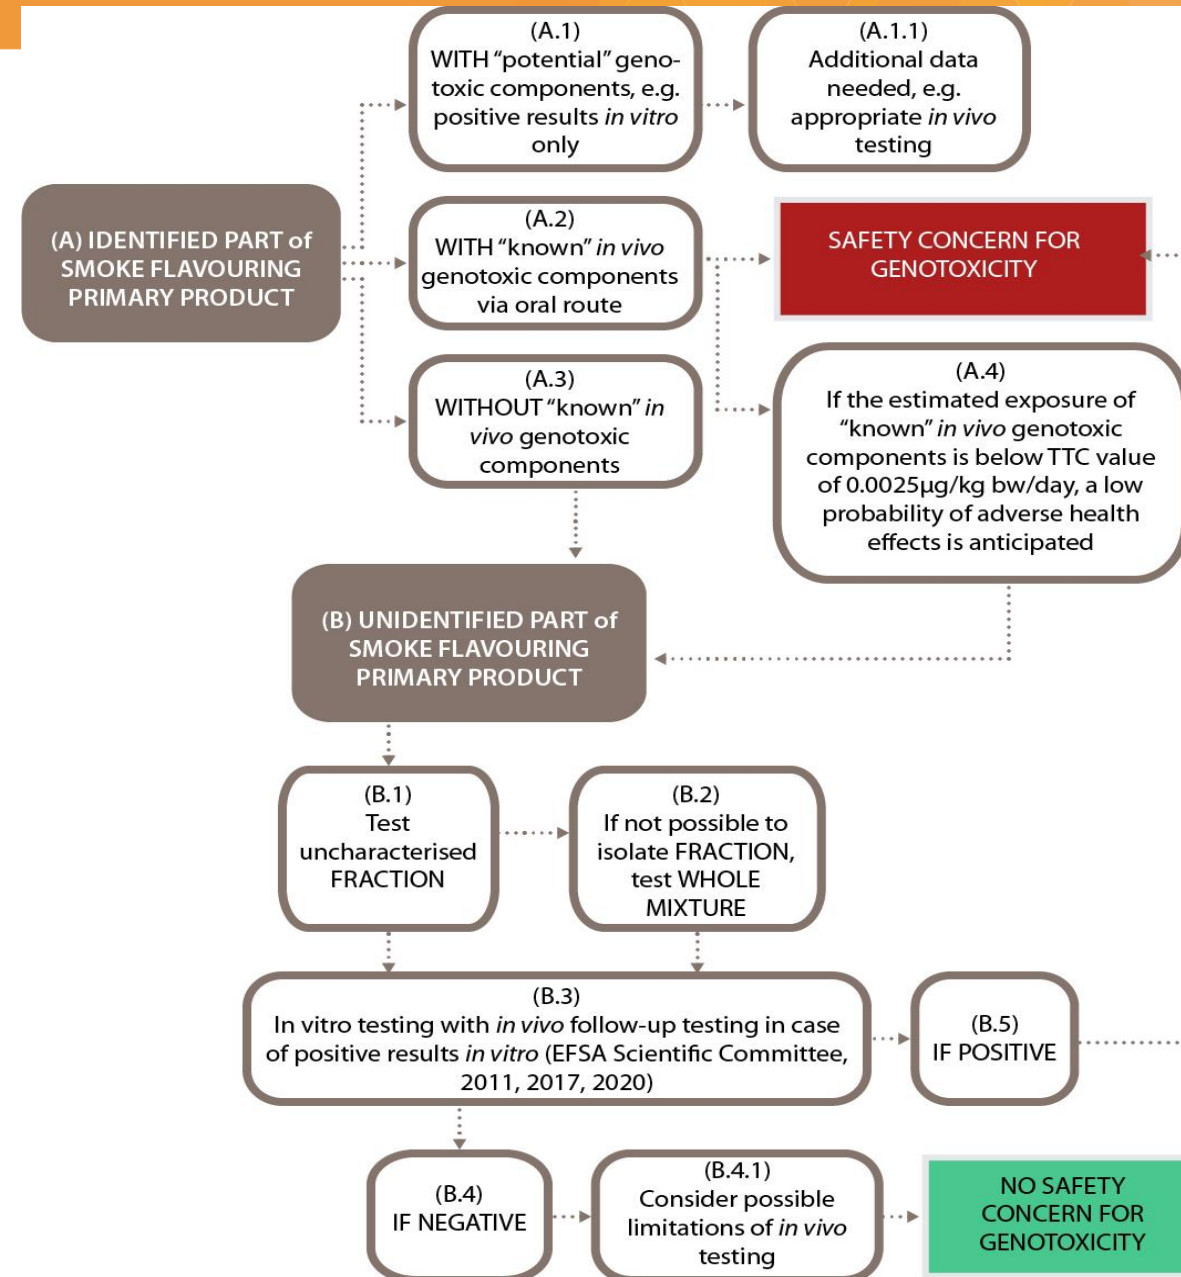 (A.1)
WITH “potential” geno-
toxic components, e.g.
positive results in vitro
only
(A.1.1)
Additional data
needed, e.g.
appropriate in vivo
testing
(A) IDENTIFIED PART of
SMOKE FLAVOURING
PRIMARY PRODUCT
(A.2)
WITH “known” in vivo
genotoxic components
via oral route
SAFETY CONCERN FOR
GENOTOXICITY
(A.3)
WITHOUT “known” in
vivo genotoxic
components
(A.4)
If the estimated exposure of
“known” in vivo genotoxic
components is below TTC value
of 0.0025µg/kg bw/day, a low
probability of adverse health
effects is anticipated
(B) UNIDENTIFIED PART of
SMOKE FLAVOURING
PRIMARY PRODUCT
(B.1)
Test
uncharacterised
FRACTION
(B.2)
If not possible to
isolate FRACTION,
test WHOLE
MIXTURE
(B.3)
In vitro testing with in vivo follow-up testing in case
of positive results in vitro (EFSA Scientific Committee,
2011, 2017, 2020)
(B.5)
IF POSITIVE
(B.4)
IF NEGATIVE
(B.4.1)
Consider possible
limitations of in vivo
testing
NO SAFETY
CONCERN FOR
GENOTOXICITY